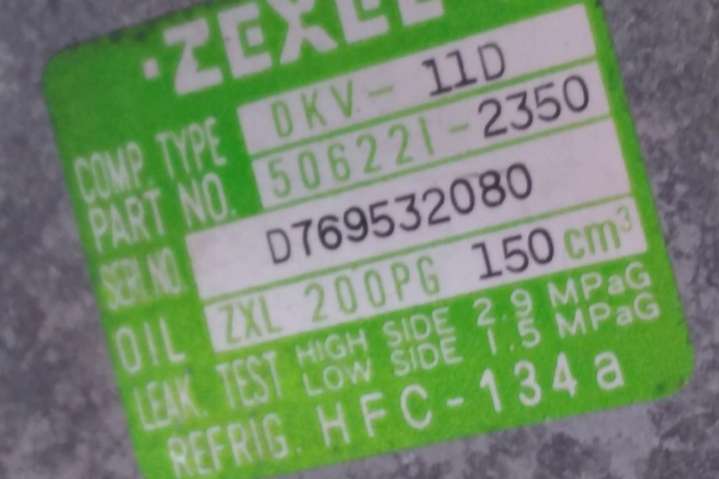 ZEXEL
COMP. TYPE DKV-11D
PART NO. 506221-2350
SERL.NO. D769532080
OIL ZXL 200PG 150 cm³
LEAK. TEST HIGH SIDE 2.9 MPaG
LOW SIDE 1.5 MPaG
REFRIG. HFC-134a